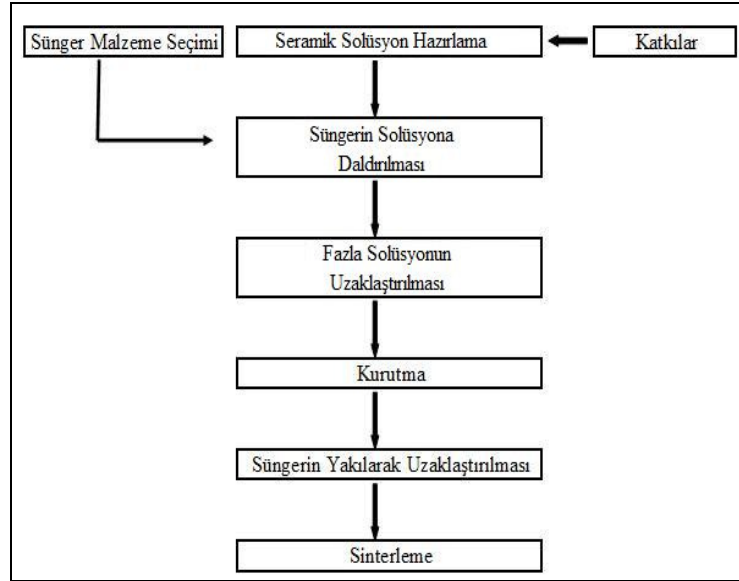 Sünger Malzeme Seçimi
Seramik Solüsyon Hazırlama
Katkılar
Süngerin Solüsyona
Daldırılması
Fazla Solüsyonun
Uzaklaştırılması
Kurutma
Süngerin Yakılarak Uzaklaştırılması
Sinterleme